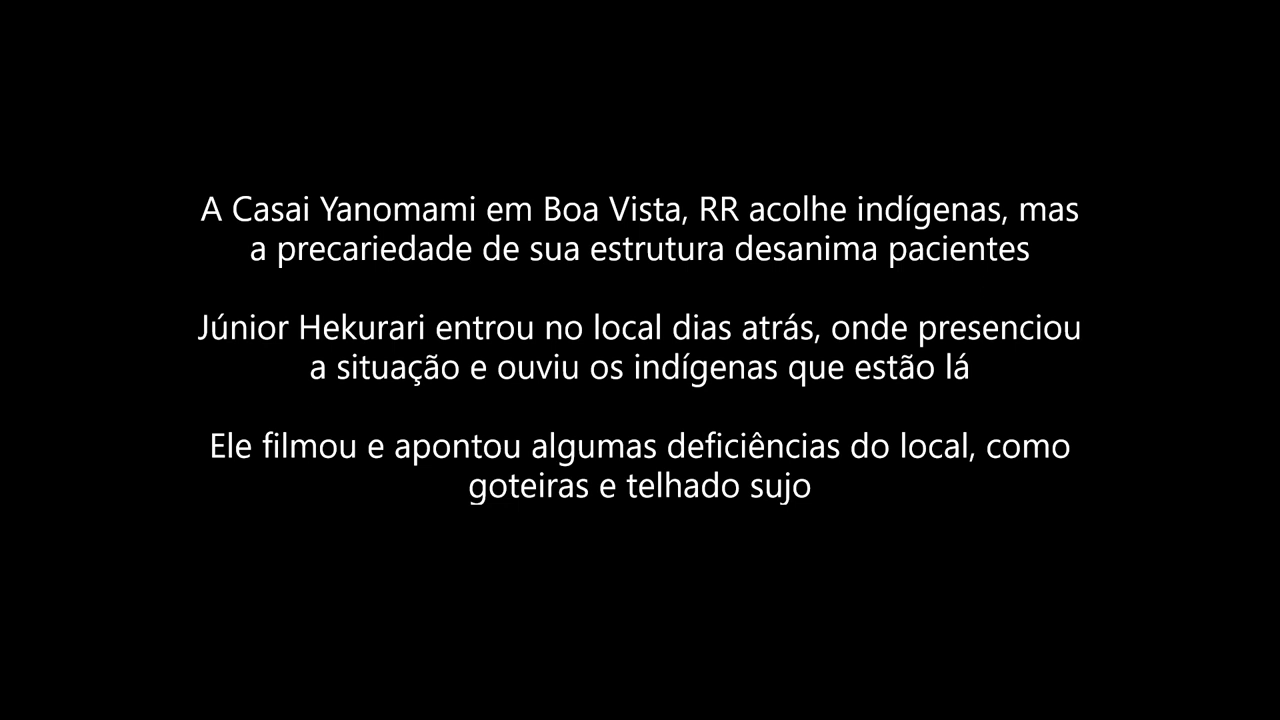 A Casai Yanomami em Boa Vista, RR acolhe indígenas, mas
a precariedade de sua estrutura desanima pacientes
Júnior Hekurari entrou no local dias atrás, onde presenciou
a situação e ouviu os indígenas que estão lá
Ele filmou e apontou algumas deficiências do local, como
goteiras e telhado sujo